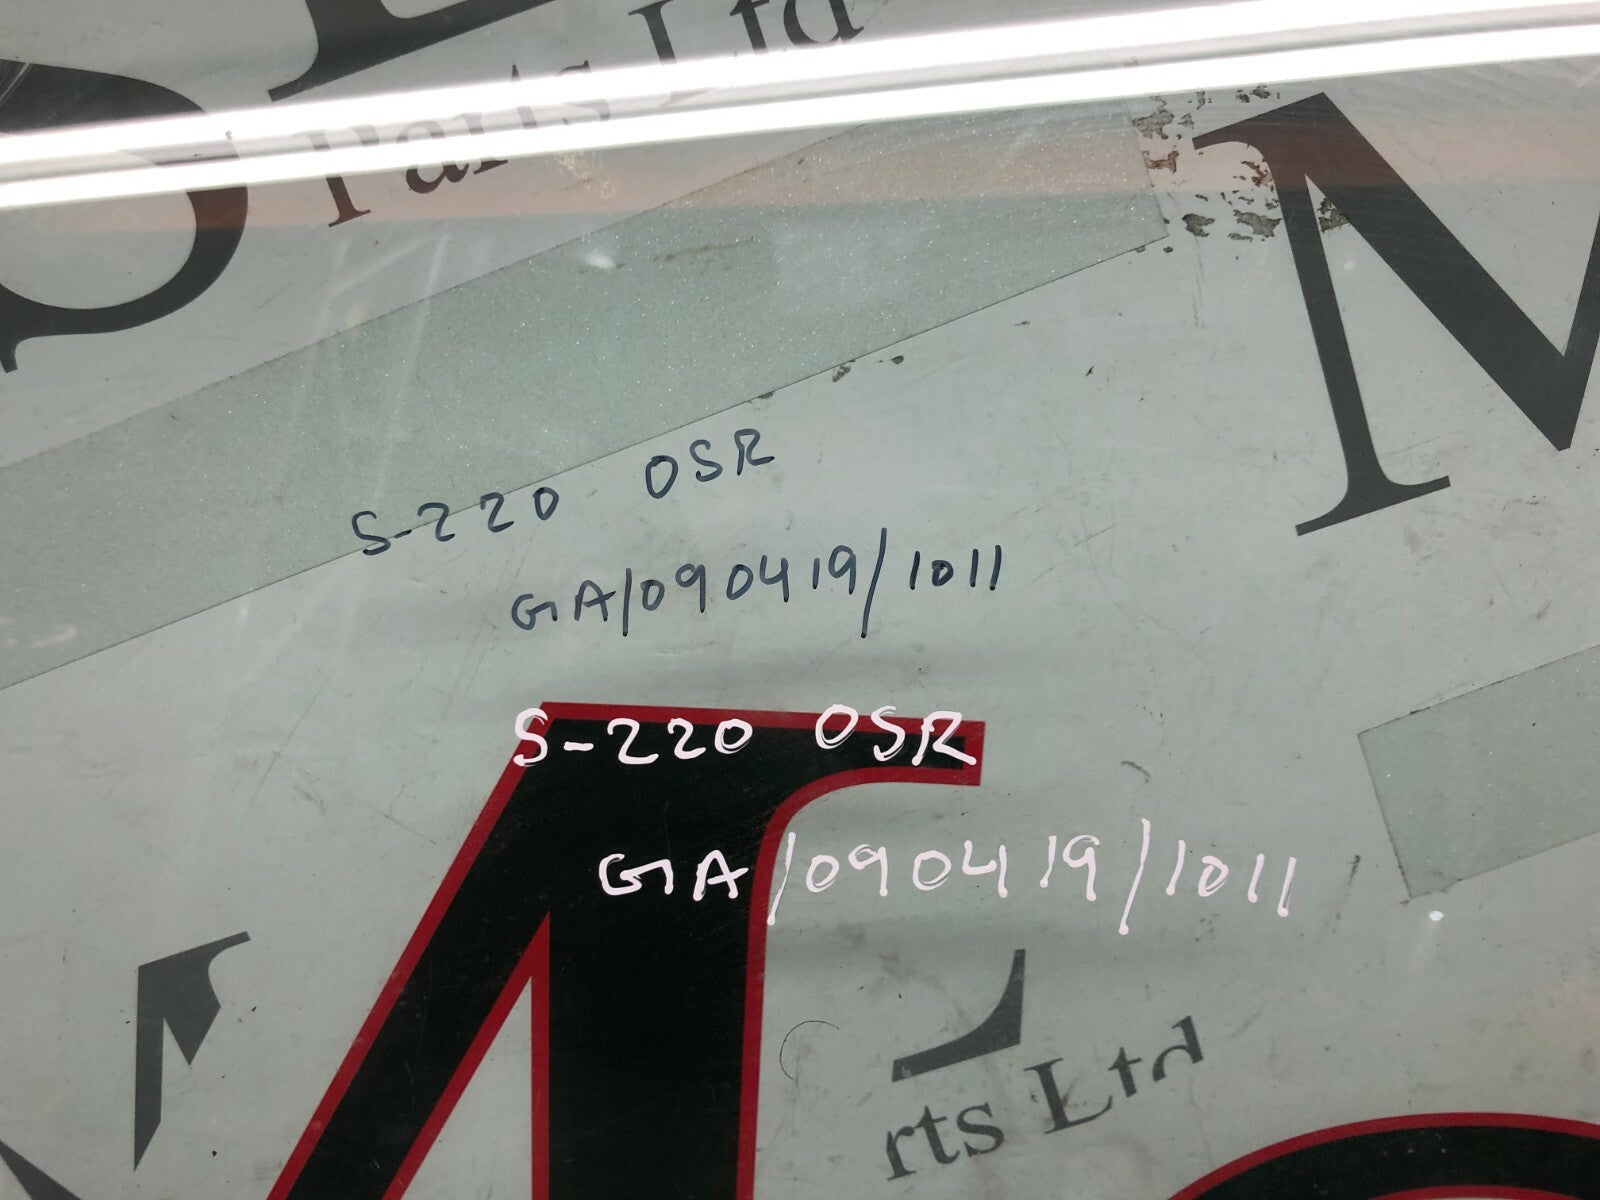 Parts Ltd
M
S-220 OSR
GA/090419/1011
S-220 OSR
GA/090419/1011
rts Ltd